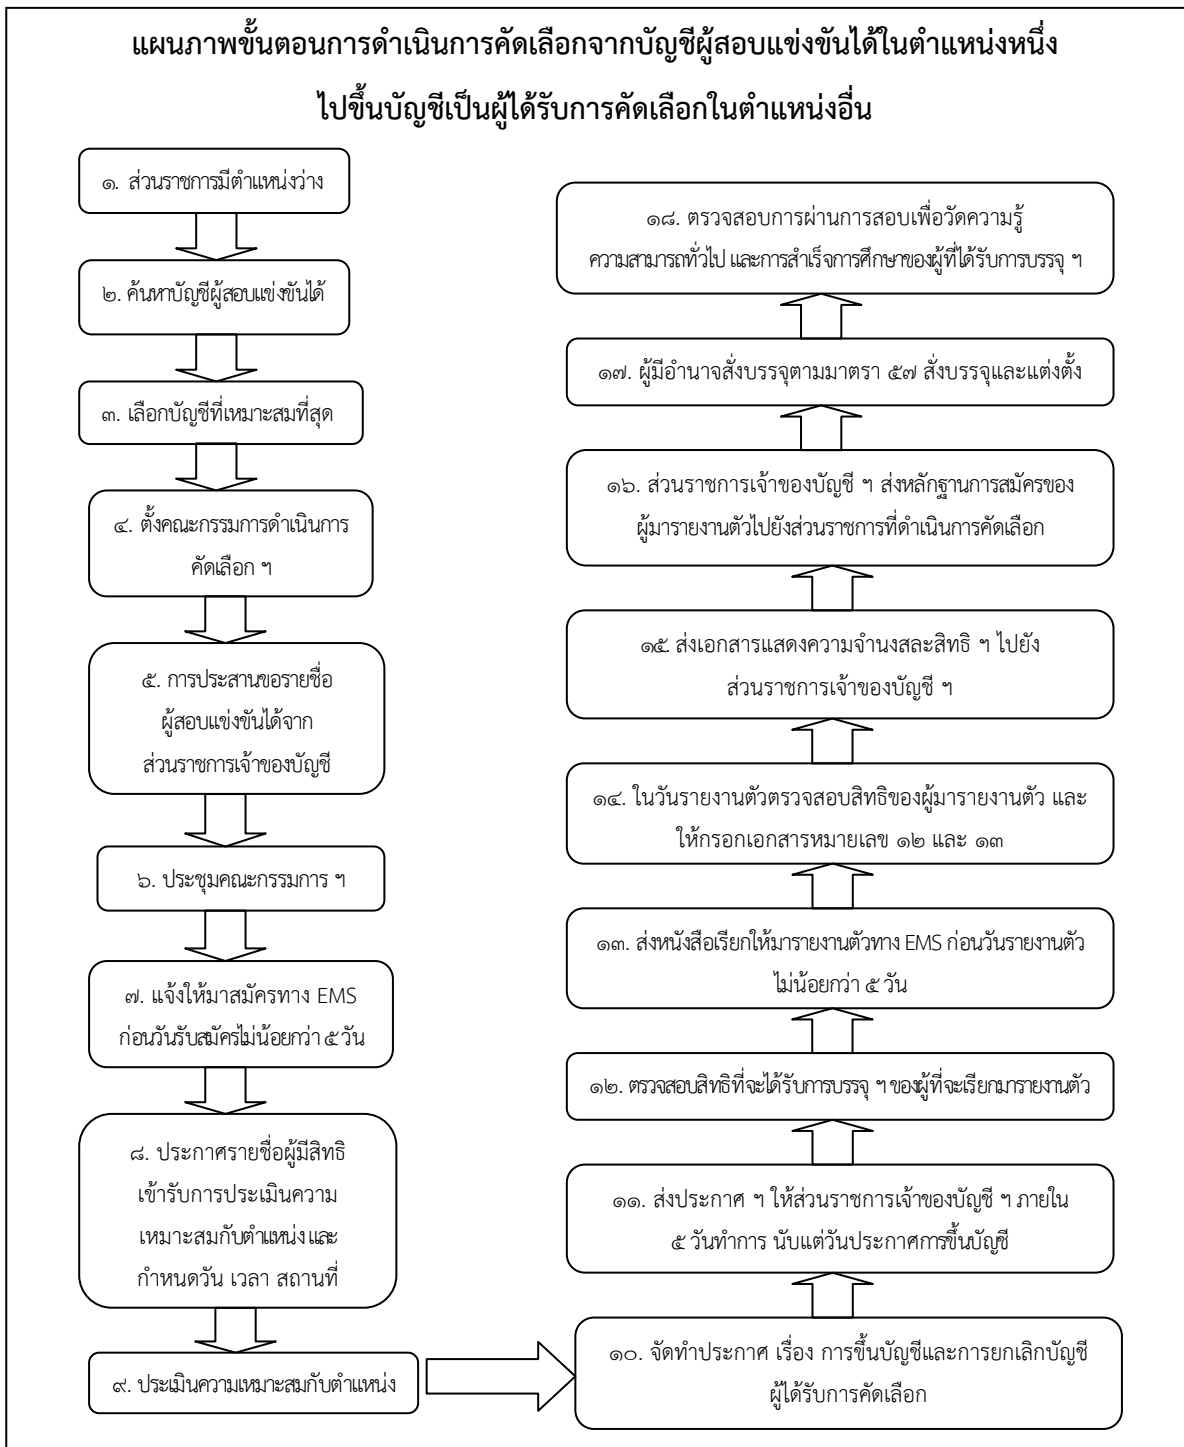 แผนภาพขั้นตอนการดำเนินการคัดเลือกจากบัญชีผู้สอบแข่งขันได้ในตำแหน่งหนึ่ง
ไปขึ้นบัญชีเป็นผู้ได้รับการคัดเลือกในตำแหน่งอื่น
๑. ส่วนราชการมีตำแหน่งว่าง
๒. ค้นหาบัญชีผู้สอบแข่งขันได้
๓. เลือกบัญชีที่เหมาะสมที่สุด
๔. ตั้งคณะกรรมการดำเนินการ
คัดเลือก ฯ
๕. การประสานขอรายชื่อ
ผู้สอบแข่งขันได้จาก
ส่วนราชการเจ้าของบัญชี
๖. ประชุมคณะกรรมการ ฯ
๗. แจ้งให้มาสมัครทาง EMS
ก่อนวันรับสมัครไม่น้อยกว่า ๕ วัน
๘. ประกาศรายชื่อผู้มีสิทธิ
เข้ารับการประเมินความ
เหมาะสมกับตำแหน่ง และ
กำหนดวัน เวลา สถานที่
๙. ประเมินความเหมาะสมกับตำแหน่ง
๑๐. จัดทำประกาศ เรื่อง การขึ้นบัญชีและการยกเลิกบัญชี
ผู้ได้รับการคัดเลือก
๑๑. ส่งประกาศ ฯ ให้ส่วนราชการเจ้าของบัญชี ฯ ภายใน
๕ วันทำการ นับแต่วันประกาศการขึ้นบัญชี
๑๒. ตรวจสอบสิทธิที่จะได้รับการบรรจุ ฯ ของผู้ที่จะเรียกมารายงานตัว
๑๓. ส่งหนังสือเรียกให้มารายงานตัวทาง EMS ก่อนวันรายงานตัว
ไม่น้อยกว่า ๕ วัน
๑๔. ในวันรายงานตัวตรวจสอบสิทธิของผู้มารายงานตัว และ
ให้กรอกเอกสารหมายเลข ๑๒ และ ๑๓
๑๕. ส่งเอกสารแสดงความจำนงสละสิทธิ ฯ ไปยัง
ส่วนราชการเจ้าของบัญชี ฯ
๑๖. ส่วนราชการเจ้าของบัญชี ฯ ส่งหลักฐานการสมัครของ
ผู้มารายงานตัวไปยังส่วนราชการที่ดำเนินการคัดเลือก
๑๗. ผู้มีอำนาจสั่งบรรจุตามมาตรา ๕๗ สั่งบรรจุและแต่งตั้ง
๑๘. ตรวจสอบการผ่านการสอบเพื่อวัดความรู้
ความสามารถทั่วไป และการสำเร็จการศึกษาของผู้ที่ได้รับการบรรจุ ฯ